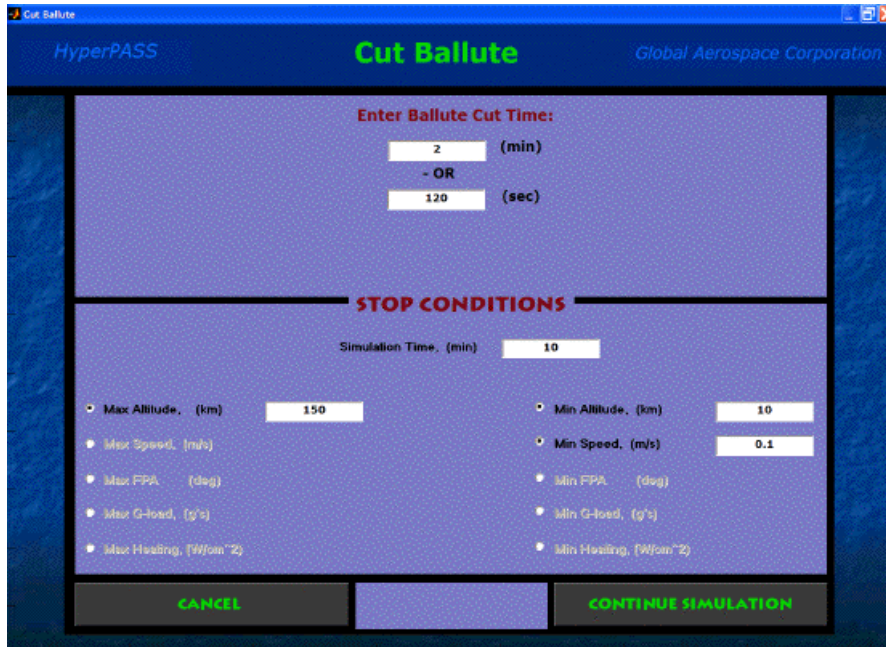 Cut Ballute
HyperPASS Cut Ballute Global Aerospace Corporation
Enter Ballute Cut Time:
2 (min)
- OR
120 (sec)
STOP CONDITIONS
Simulation Time, (min) 10
Max Altitude, (km) 150 Min Altitude, (km) 10
Max Speed, (m/s) Min Speed, (m/s) 0.1
Max FPA (deg) Min FPA (deg)
Max G-load, (g's) Min G-load, (g's)
Max Heating, (W/cm^2) Min Heating, (W/cm^2)
CANCEL CONTINUE SIMULATION